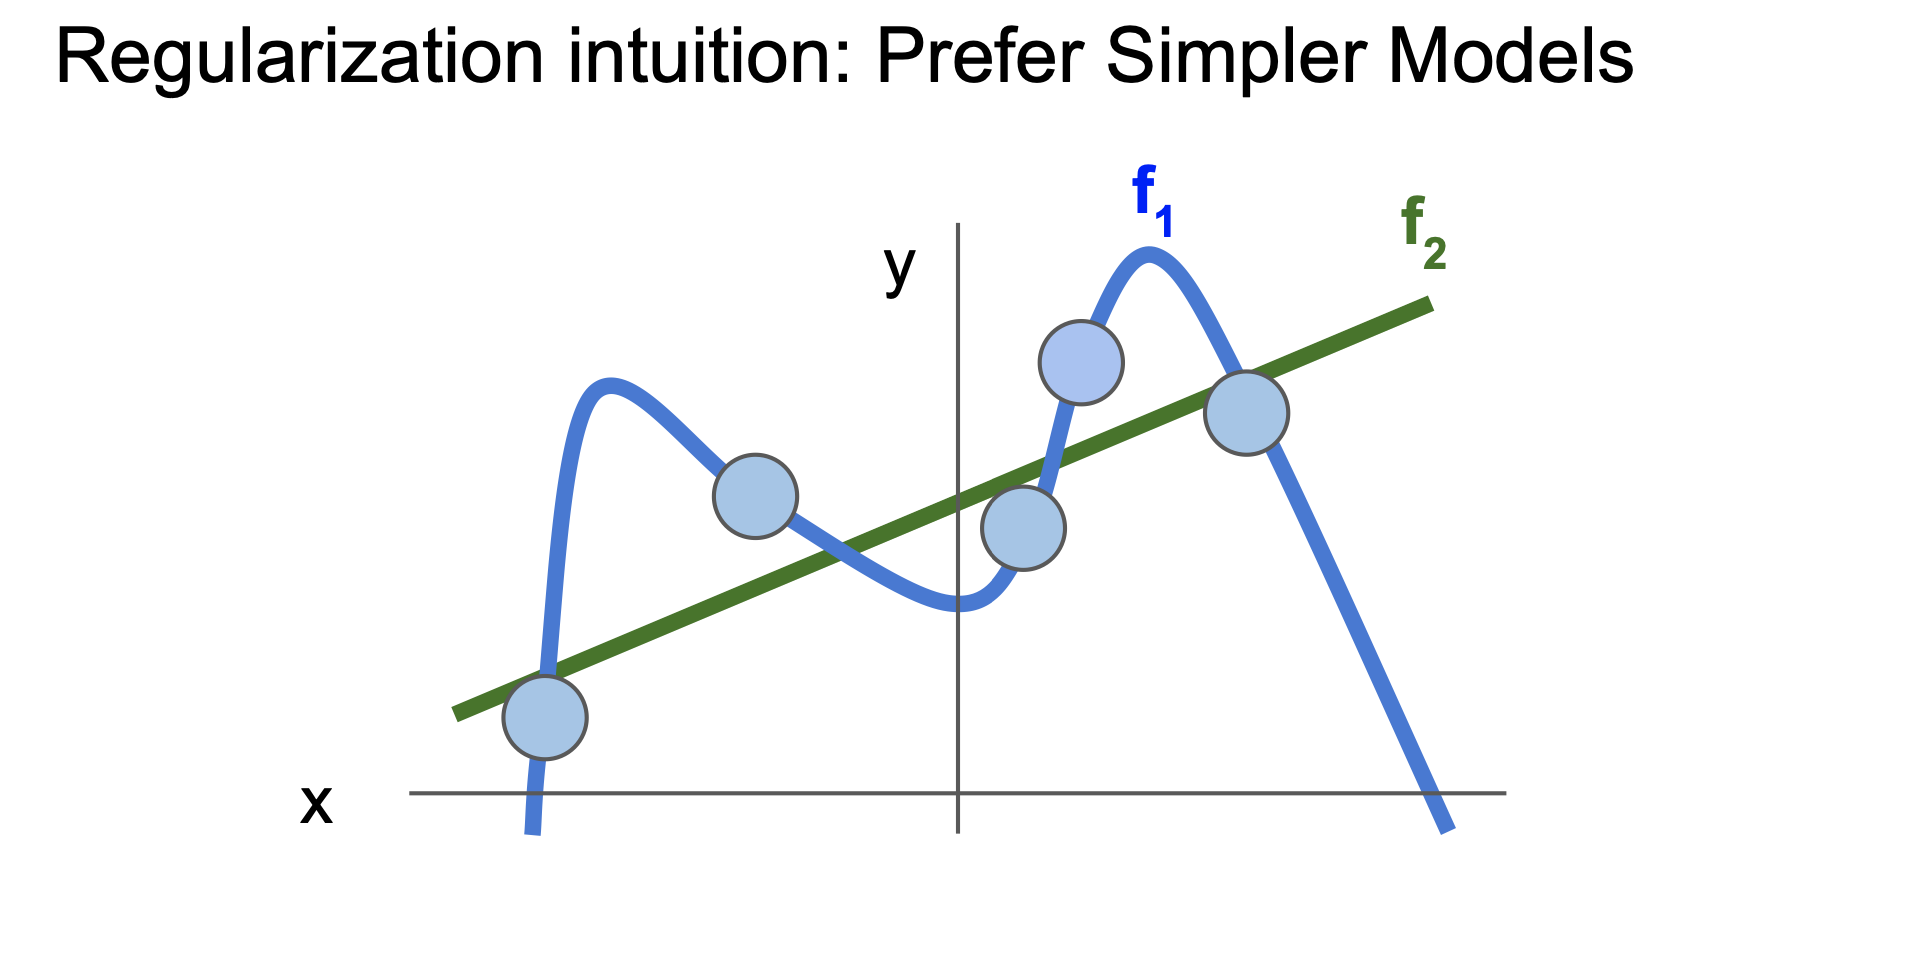 Regularization intuition: Prefer Simpler Models
f1
f2
y
x